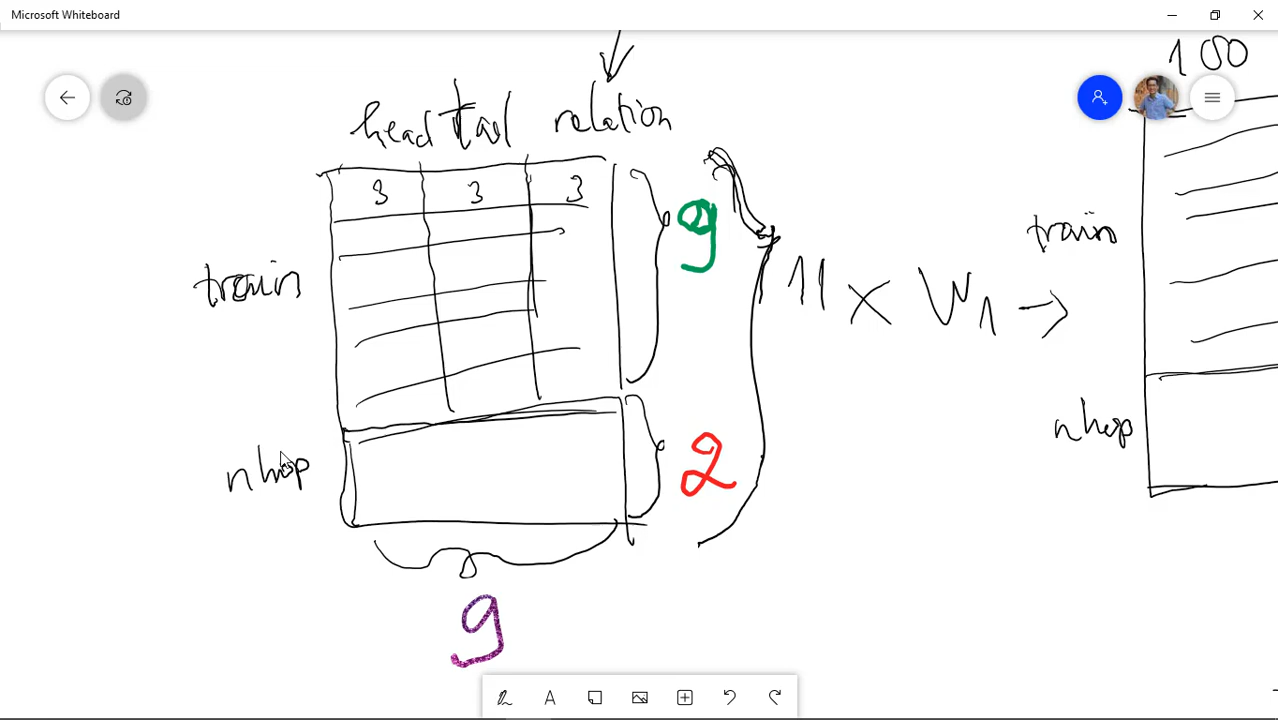 Microsoft Whiteboard
100
head tail relation
3 3 3
train
9
11 × W1 →
train
nhop
2
nhop
9
A